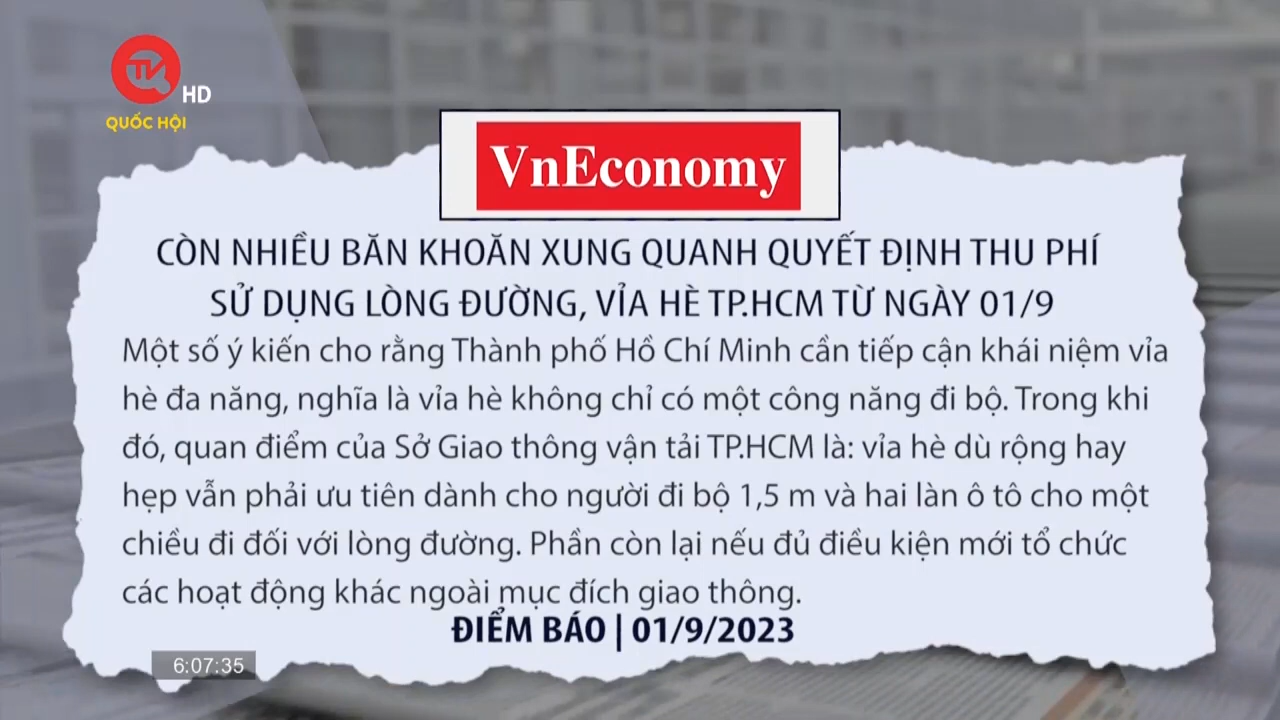 TV
HD
QUỐC HỘI
VnEconomy
CÒN NHIỀU BĂN KHOĂN XUNG QUANH QUYẾT ĐỊNH THU PHÍ
SỬ DỤNG LÒNG ĐƯỜNG, VỈA HÈ TP.HCM TỪ NGÀY 01/9
Một số ý kiến cho rằng Thành phố Hồ Chí Minh cần tiếp cận khái niệm vỉa
hè đa năng, nghĩa là vỉa hè không chỉ có một công năng đi bộ. Trong khi
đó, quan điểm của Sở Giao thông vận tải TP.HCM là: vỉa hè dù rộng hay
hẹp vẫn phải ưu tiên dành cho người đi bộ 1,5 m và hai làn ô tô cho một
chiều đi đối với lòng đường. Phần còn lại nếu đủ điều kiện mới tổ chức
các hoạt động khác ngoài mục đích giao thông.
ĐIỂM BÁO | 01/9/2023
6:07:35